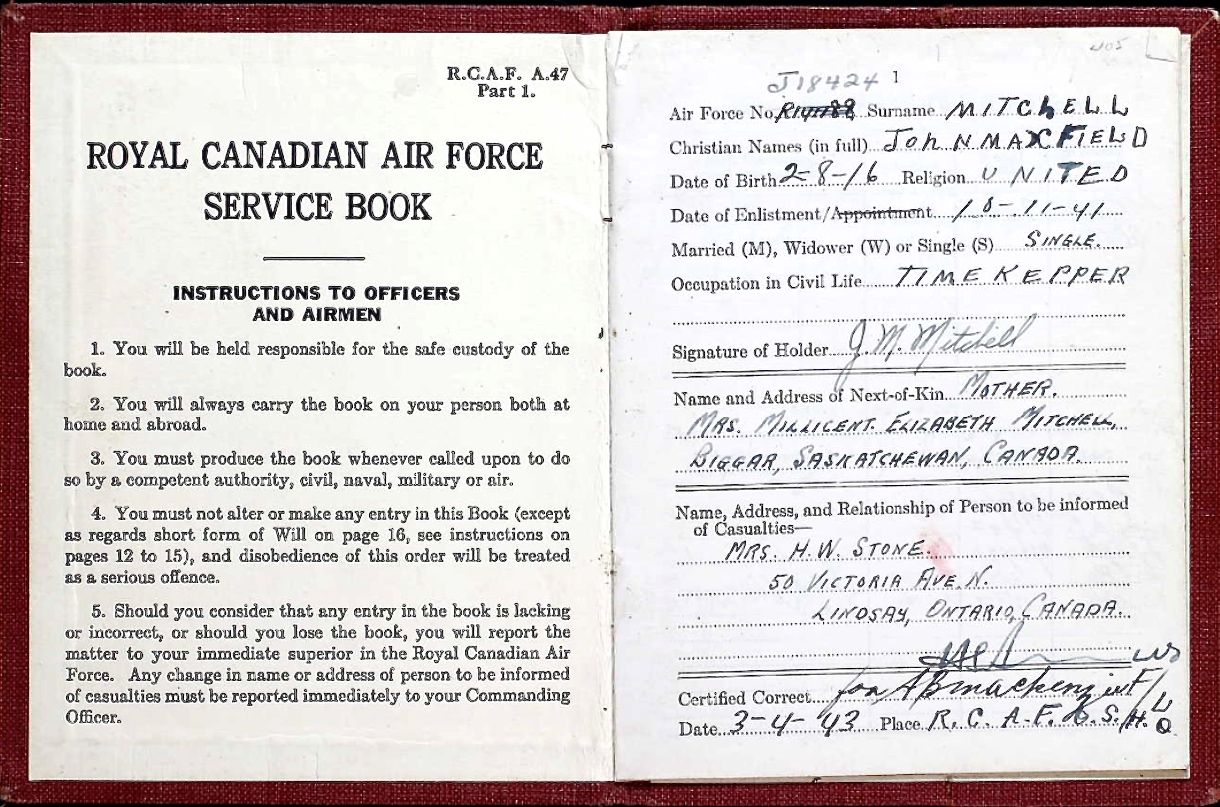 R.C.A.F. A.47
Part 1.
ROYAL CANADIAN AIR FORCE
SERVICE BOOK
INSTRUCTIONS TO OFFICERS
AND AIRMEN
1. You will be held responsible for the safe custody of the
book.
2. You will always carry the book on your person both at
home and abroad.
3. You must produce the book whenever called upon to do
so by a competent authority, civil, naval, military or air.
4. You must not alter or make any entry in this Book (except
as regards short form of Will on page 16, see instructions on
pages 12 to 15), and disobedience of this order will be treated
as a serious offence.
5. Should you consider that any entry in the book is lacking
or incorrect, or should you lose the book, you will report the
matter to your immediate superior in the Royal Canadian Air
Force. Any change in name or address of person to be informed
of casualties must be reported immediately to your Commanding
Officer.
J18424 1
Air Force No. Surname MITCHELL
Christian Names (in full) JOHN MAXFIELD
Date of Birth 2-8-16 Religion UNITED
Date of Enlistment/Appointment 10-11-41
Married (M), Widower (W) or Single (S) SINGLE.
Occupation in Civil Life TIMEKEPPER
Signature of Holder J.M. Mitchell
Name and Address of Next-of-Kin MOTHER.
MRS. MILLICENT ELIZABETH MITCHELL,
BIGGAR, SASKATCHEWAN, CANADA.
Name, Address, and Relationship of Person to be informed
of Casualties—
MRS. H.W. STONE.
50 VICTORIA AVE. N.
LINDSAY, ONTARIO, CANADA.
Certified Correct for
Date 3-4-43 Place R.C.A.F.